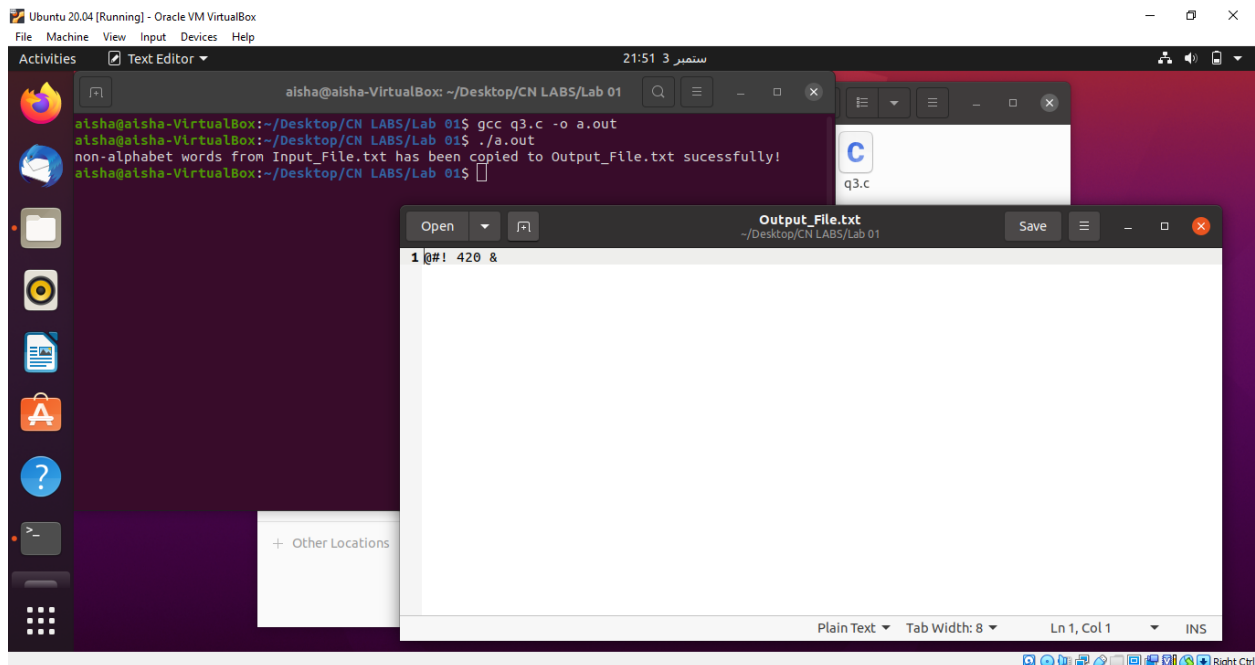 Ubuntu 20.04 [Running] - Oracle VM VirtualBox
File Machine View Input Devices Help
Activities Text Editor 21:51 3 ستمبر
aisha@aisha-VirtualBox: ~/Desktop/CN LABS/Lab 01
aisha@aisha-VirtualBox:~/Desktop/CN LABS/Lab 01$ gcc q3.c -o a.out
aisha@aisha-VirtualBox:~/Desktop/CN LABS/Lab 01$ ./a.out
non-alphabet words from Input_File.txt has been copied to Output_File.txt sucessfully!
aisha@aisha-VirtualBox:~/Desktop/CN LABS/Lab 01$
C
q3.c
Open Output_File.txt Save
~/Desktop/CN LABS/Lab 01
1 @#! 420 &
+ Other Locations
Plain Text Tab Width: 8 Ln 1, Col 1 INS
Right Ctrl